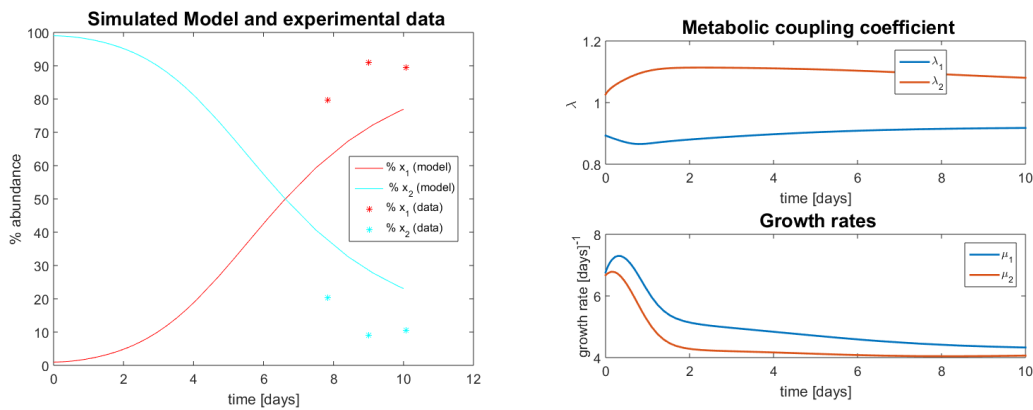 Simulated Model and experimental data
100
90
80
70
60
50
40
30
20
10
0
% abundance
0 2 4 6 8 10 12
time [days]
% x₁ (model)
% x₂ (model)
% x₁ (data)
% x₂ (data)
Metabolic coupling coefficient
1.2
1
0.8
λ
λ₁
λ₂
0 2 4 6 8 10
time [days]
Growth rates
8
6
4
growth rate [days]⁻¹
μ₁
μ₂
0 2 4 6 8 10
time [days]